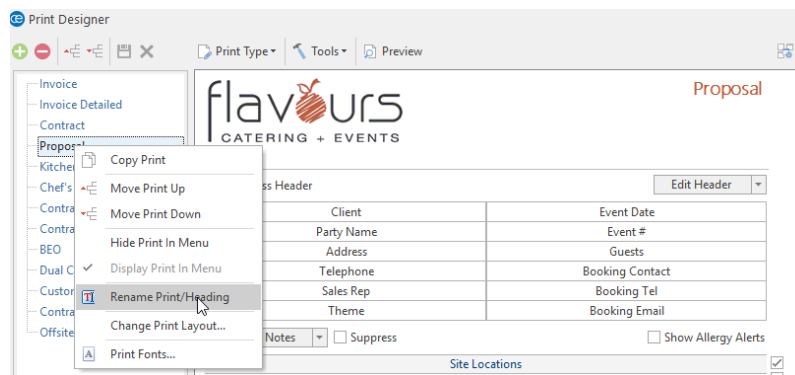 Print Designer
Print Type Tools Preview
Invoice
Invoice Detailed
Contract
Proposal
Kitche
Chef's
Contra
Contra
BEO
Dual C
Custor
Contra
Offsite
Copy Print
Move Print Up
Move Print Down
Hide Print In Menu
Display Print In Menu
Rename Print/Heading
Change Print Layout...
Print Fonts...
flavours
CATERING + EVENTS
Proposal
ss Header
Edit Header
Client Event Date
Party Name Event #
Address Guests
Telephone Booking Contact
Sales Rep Booking Tel
Theme Booking Email
Notes Suppress Show Allergy Alerts
Site Locations